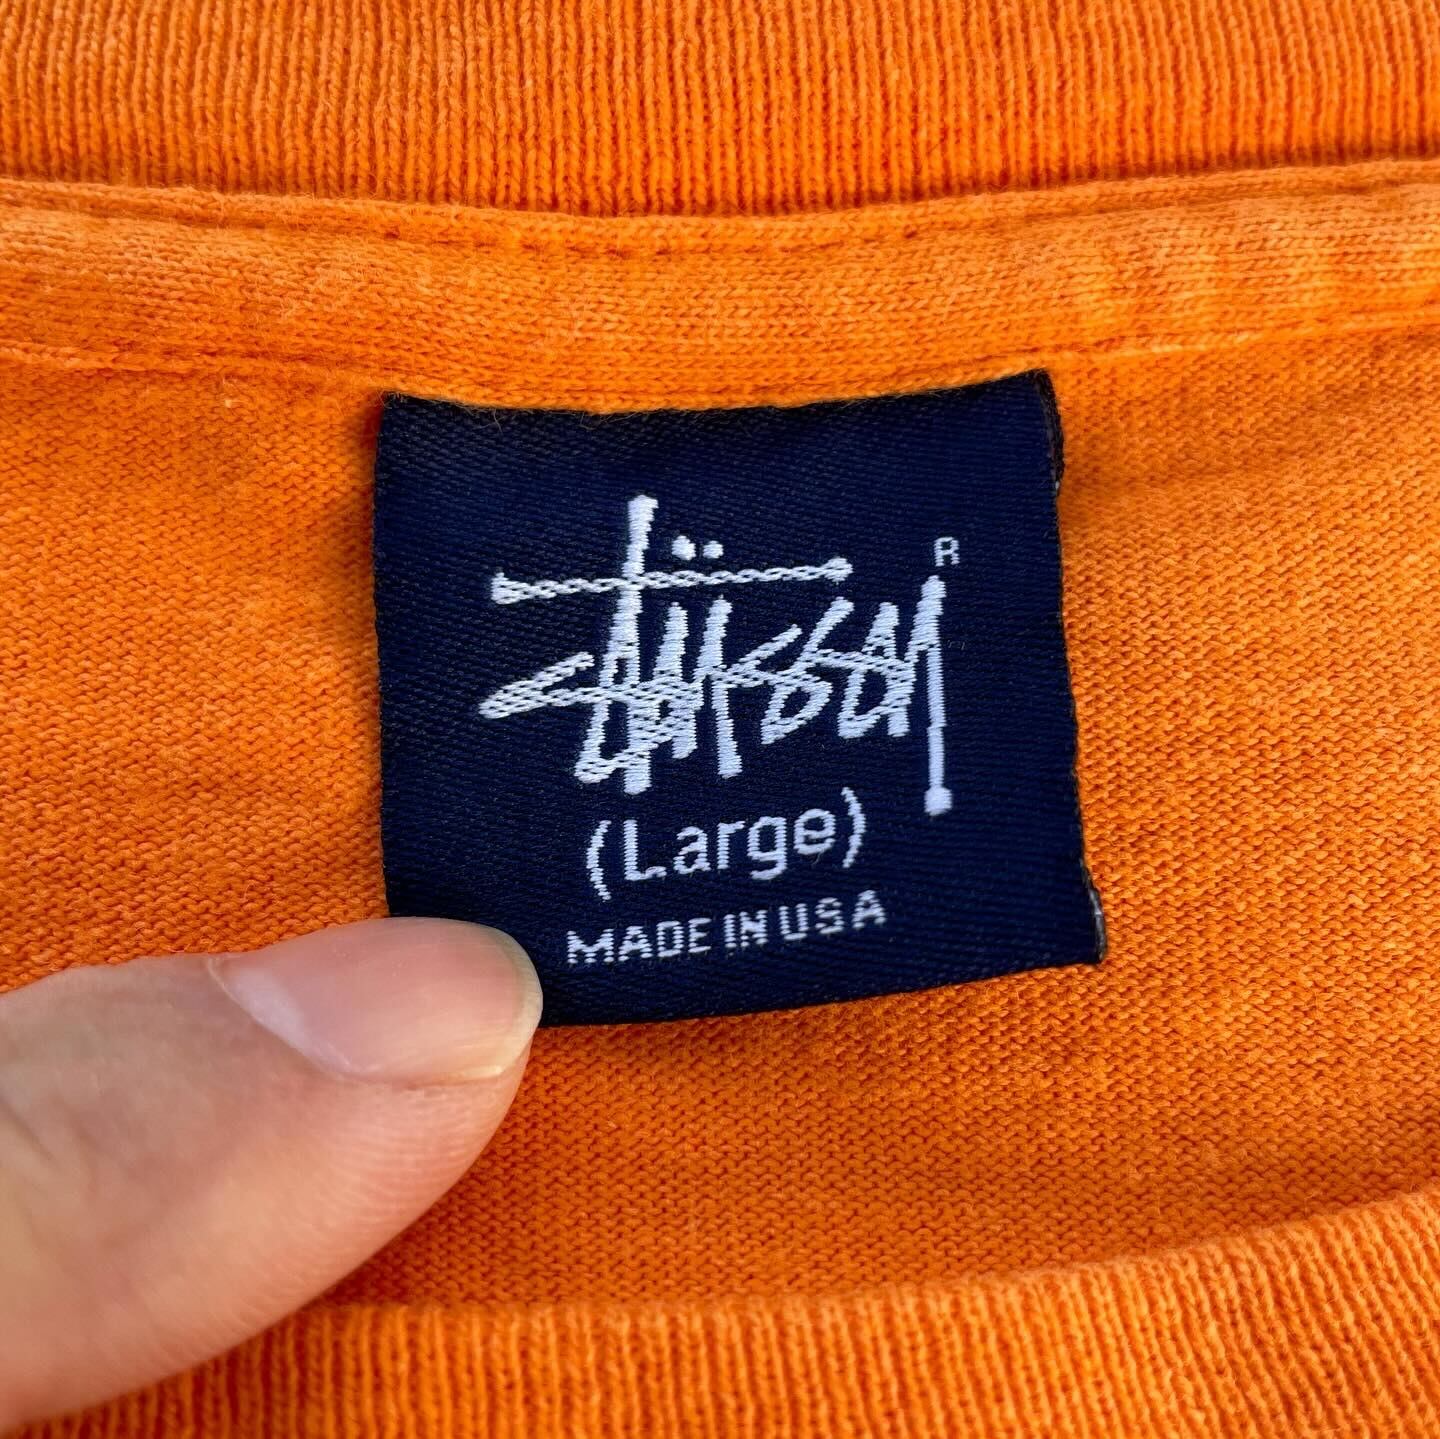 Stüssy R
(Large)
MADE IN USA